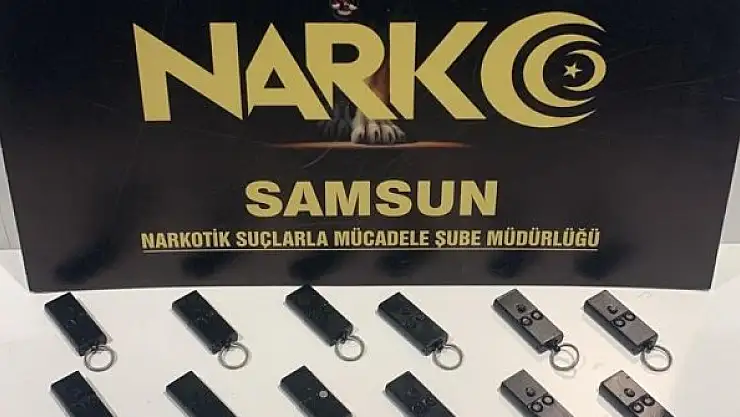 NARKO
SAMSUN
NARKOTİK SUÇLARLA MÜCADELE ŞUBE MÜDÜRLÜĞÜ